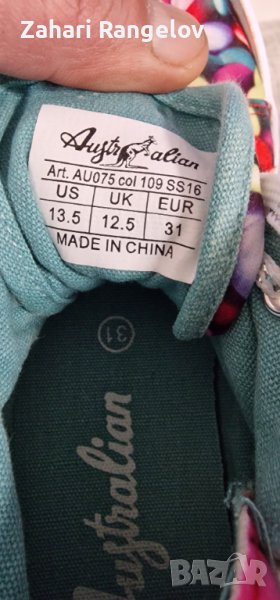 Zahari Rangelov
Australian
Art. AU075 col 109 SS16
US UK EUR
13.5 12.5 31
MADE IN CHINA
31
Australian
BAZAR